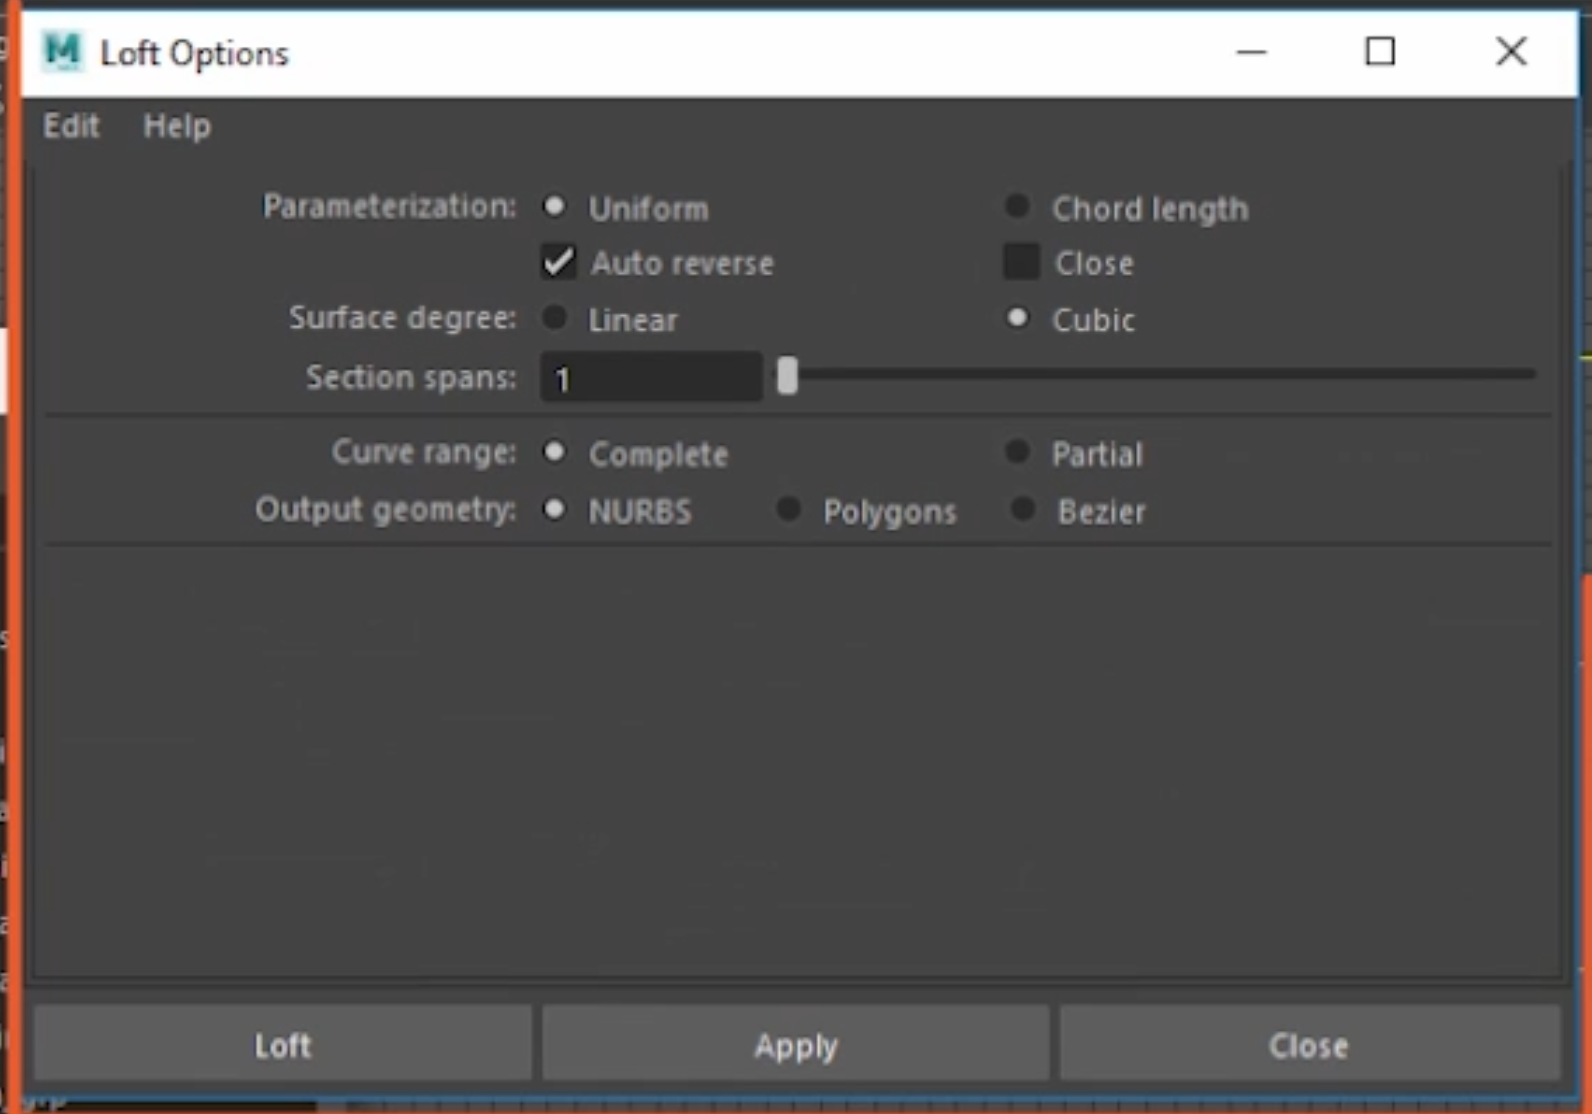 Loft Options
Edit Help
Parameterization: Uniform Chord length
Auto reverse Close
Surface degree: Linear Cubic
Section spans: 1
Curve range: Complete Partial
Output geometry: NURBS Polygons Bezier
Loft Apply Close